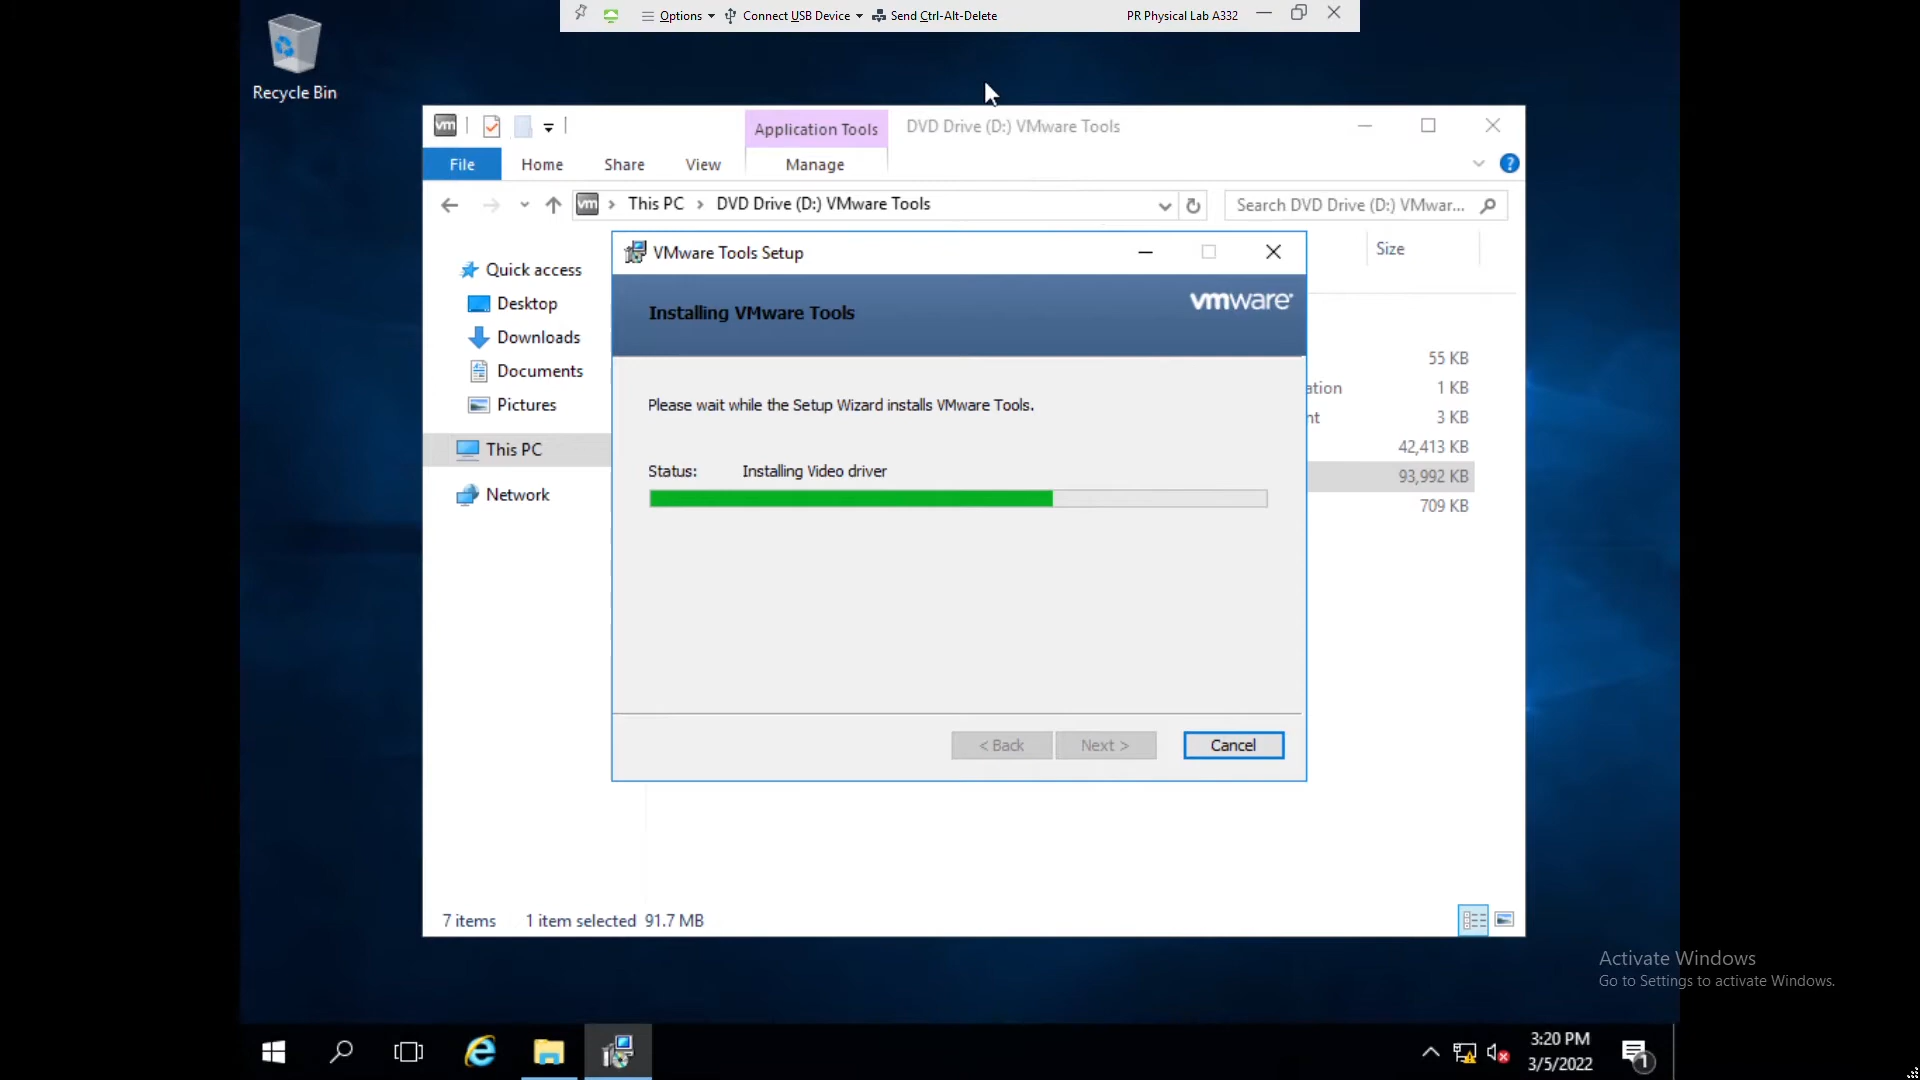 Options
Connect USB Device
Send Ctrl-Alt-Delete
PR Physical Lab A332
Recycle Bin
vm
Application Tools
DVD Drive (D:) VMware Tools
File
Home
Share
View
Manage
?
vm
This PC
DVD Drive (D:) VMware Tools
Search DVD Drive (D:) VMwar...
Size
Quick access
Desktop
Downloads
Documents
Pictures
This PC
Network
VMware Tools Setup
Installing VMware Tools
vmware
Please wait while the Setup Wizard installs VMware Tools.
Status:
Installing Video driver
55 KB
ation
1 KB
nt
3 KB
42,413 KB
93,992 KB
709 KB
< Back
Next >
Cancel
7 items
1 item selected 91.7 MB
Activate Windows
Go to Settings to activate Windows.
3:20 PM
3/5/2022
1